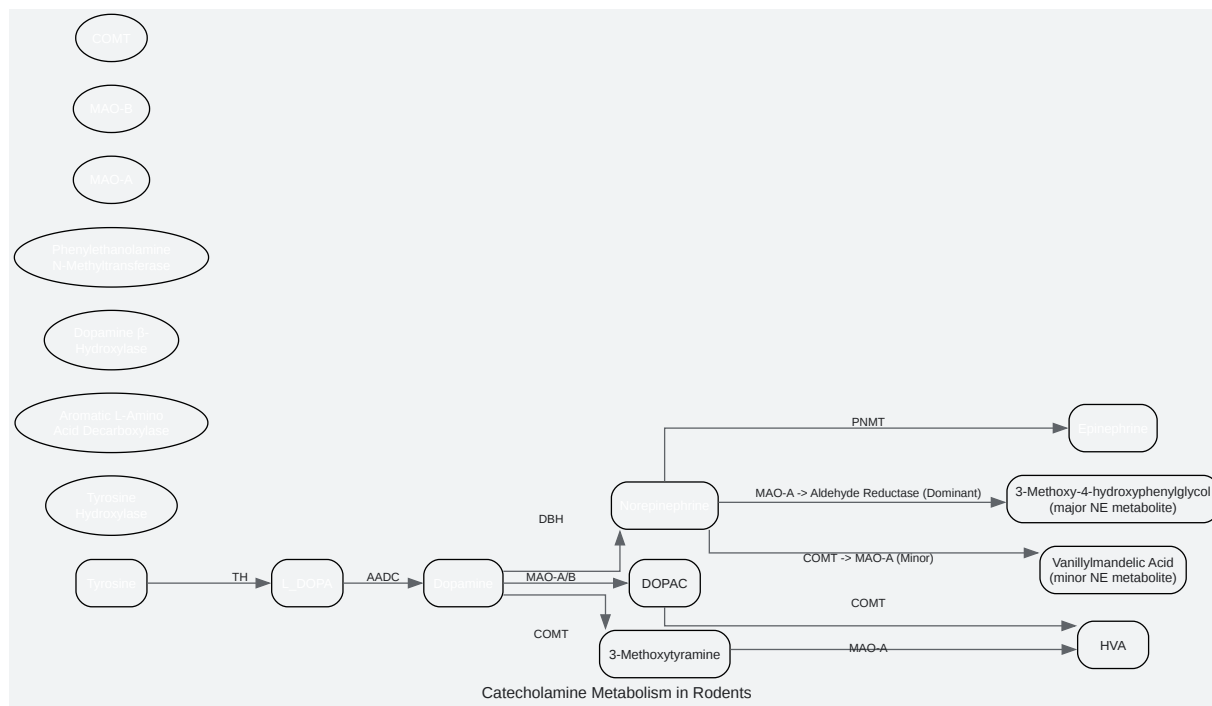 COMT
MAO-B
MAO-A
Phenylethanolamine
N-Methyltransferase
Dopamine β-
Hydroxylase
Aromatic L-Amino
Acid Decarboxylase
Tyrosine
Hydroxylase
PNMT
Epinephrine
Norepinephrine
MAO-A -> Aldehyde Reductase (Dominant)
3-Methoxy-4-hydroxyphenylglycol
(major NE metabolite)
DBH
COMT -> MAO-A (Minor)
Vanillylmandelic Acid
(minor NE metabolite)
Tyrosine
TH
L_DOPA
AADC
Dopamine
MAO-A/B
DOPAC
COMT
COMT
3-Methoxytyramine
MAO-A
HVA
Catecholamine Metabolism in Rodents